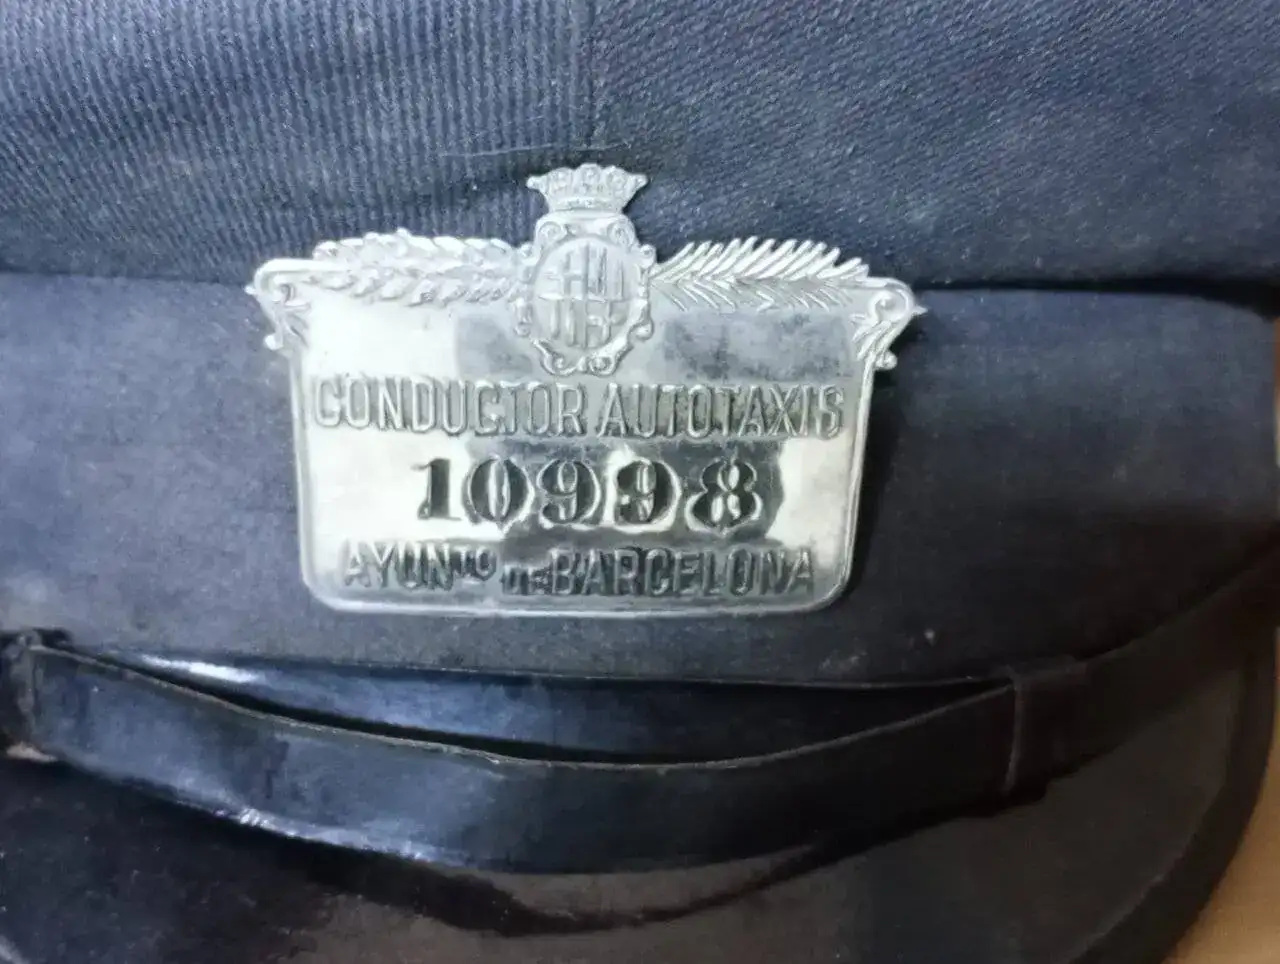 CONDUCTOR AUTOTAXIS
10998
AYUNTO DE BARCELONA